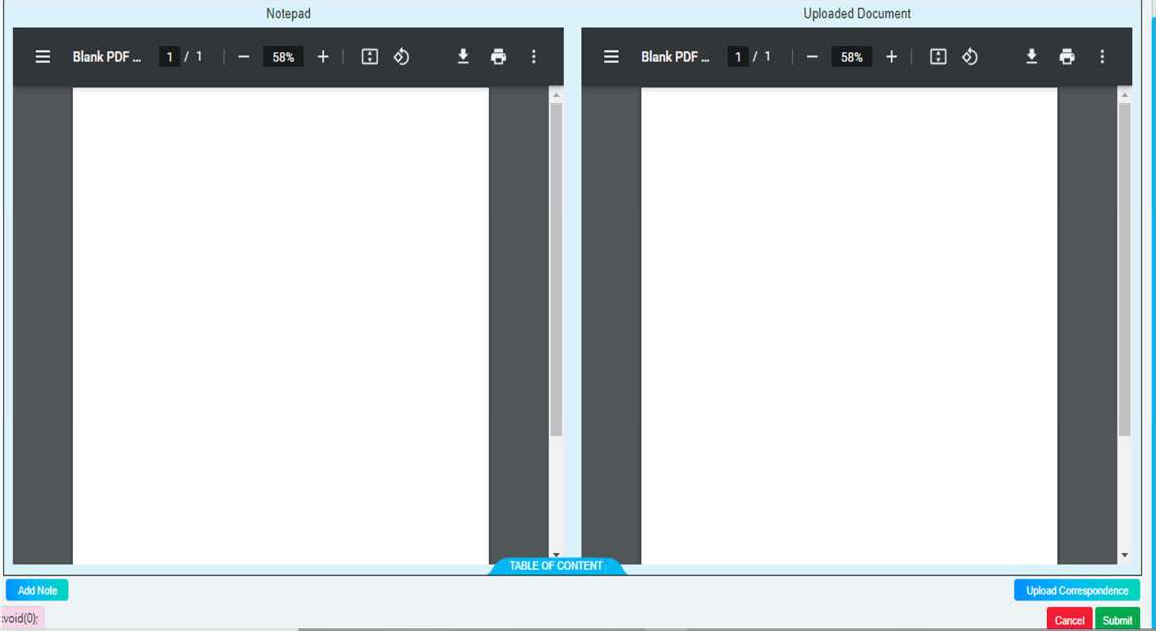 Notepad
Uploaded Document
Blank PDF ... 1 / 1 58%
Blank PDF ... 1 / 1 58%
TABLE OF CONTENT
Add Note
Upload Correspondence
:void(0);
Cancel Submit